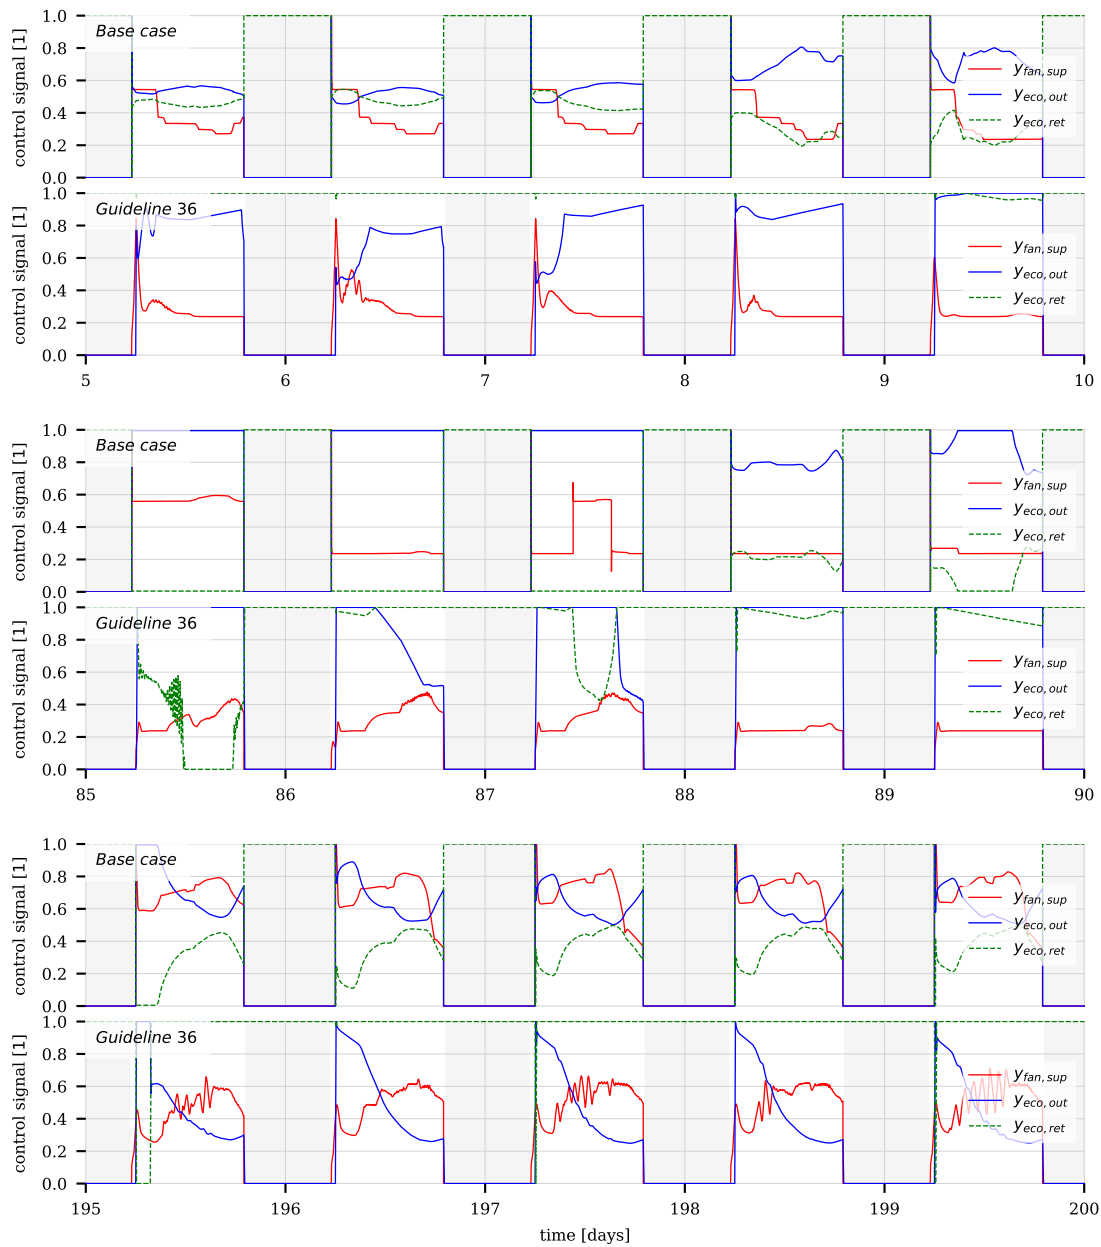 control signal [1]
1.0
0.8
0.6
0.4
0.2
0.0
Base case
y_fan,sup
y_eco,out
y_eco,ret
control signal [1]
1.0
0.8
0.6
0.4
0.2
0.0
Guideline 36
y_fan,sup
y_eco,out
y_eco,ret
5 6 7 8 9 10
control signal [1]
1.0
0.8
0.6
0.4
0.2
0.0
Base case
y_fan,sup
y_eco,out
y_eco,ret
control signal [1]
1.0
0.8
0.6
0.4
0.2
0.0
Guideline 36
y_fan,sup
y_eco,out
y_eco,ret
85 86 87 88 89 90
control signal [1]
1.0
0.8
0.6
0.4
0.2
0.0
Base case
y_fan,sup
y_eco,out
y_eco,ret
control signal [1]
1.0
0.8
0.6
0.4
0.2
0.0
Guideline 36
y_fan,sup
y_eco,out
y_eco,ret
195 196 197 198 199 200
time [days]